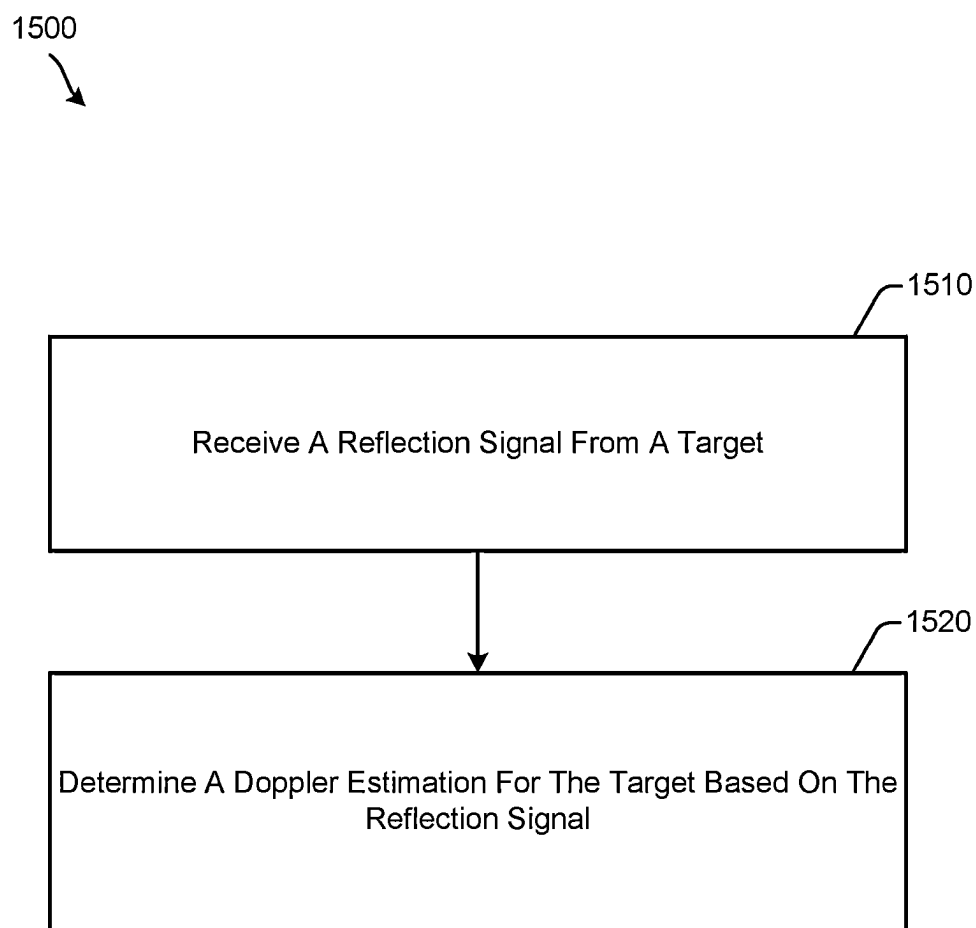 1500
1510
Receive A Reflection Signal From A Target
1520
Determine A Doppler Estimation For The Target Based On The
Reflection Signal